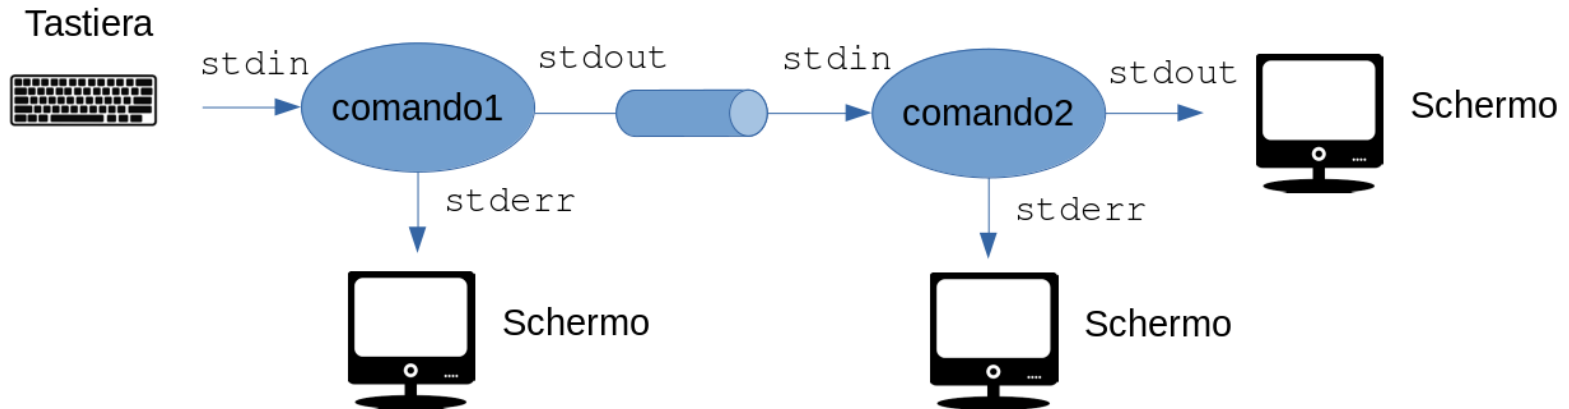 Tastiera
stdin
comando1
stdout
stdin
comando2
stdout
Schermo
stderr
stderr
Schermo
Schermo